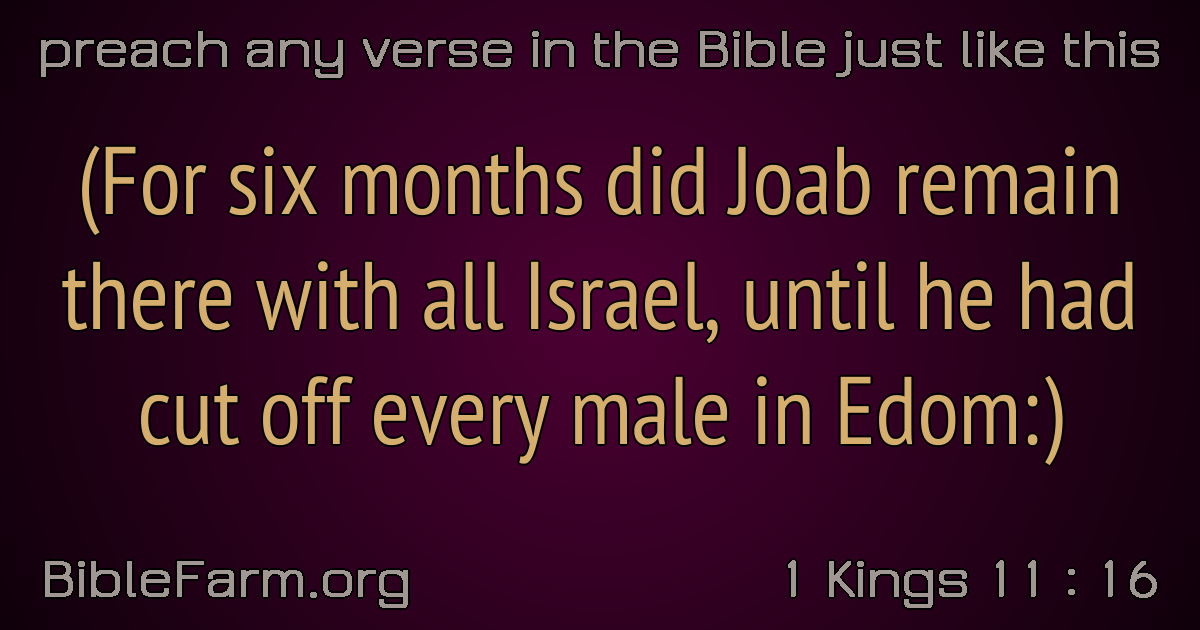 preach any verse in the Bible just like this
(For six months did Joab remain
there with all Israel, until he had
cut off every male in Edom:)
BibleFarm.org
1 Kings 11 : 16